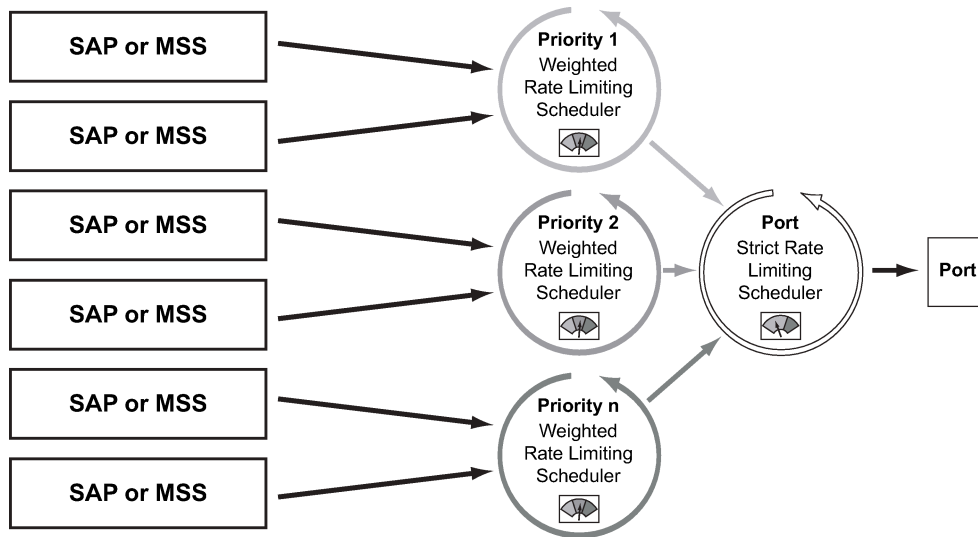 SAP or MSS
SAP or MSS
SAP or MSS
SAP or MSS
SAP or MSS
SAP or MSS
Priority 1
Weighted
Rate Limiting
Scheduler
Priority 2
Weighted
Rate Limiting
Scheduler
Priority n
Weighted
Rate Limiting
Scheduler
Port
Strict Rate
Limiting
Scheduler
Port